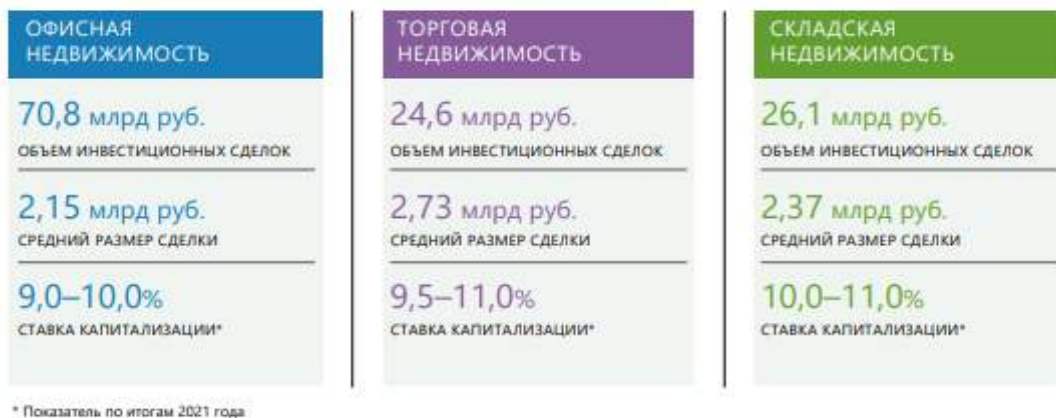 ОФИСНАЯ
НЕДВИЖИМОСТЬ
70,8 млрд руб.
ОБЪЕМ ИНВЕСТИЦИОННЫХ СДЕЛОК
2,15 млрд руб.
СРЕДНИЙ РАЗМЕР СДЕЛКИ
9,0–10,0%
СТАВКА КАПИТАЛИЗАЦИИ*
ТОРГОВАЯ
НЕДВИЖИМОСТЬ
24,6 млрд руб.
ОБЪЕМ ИНВЕСТИЦИОННЫХ СДЕЛОК
2,73 млрд руб.
СРЕДНИЙ РАЗМЕР СДЕЛКИ
9,5–11,0%
СТАВКА КАПИТАЛИЗАЦИИ*
СКЛАДСКАЯ
НЕДВИЖИМОСТЬ
26,1 млрд руб.
ОБЪЕМ ИНВЕСТИЦИОННЫХ СДЕЛОК
2,37 млрд руб.
СРЕДНИЙ РАЗМЕР СДЕЛКИ
10,0–11,0%
СТАВКА КАПИТАЛИЗАЦИИ*
* Показатель по итогам 2021 года